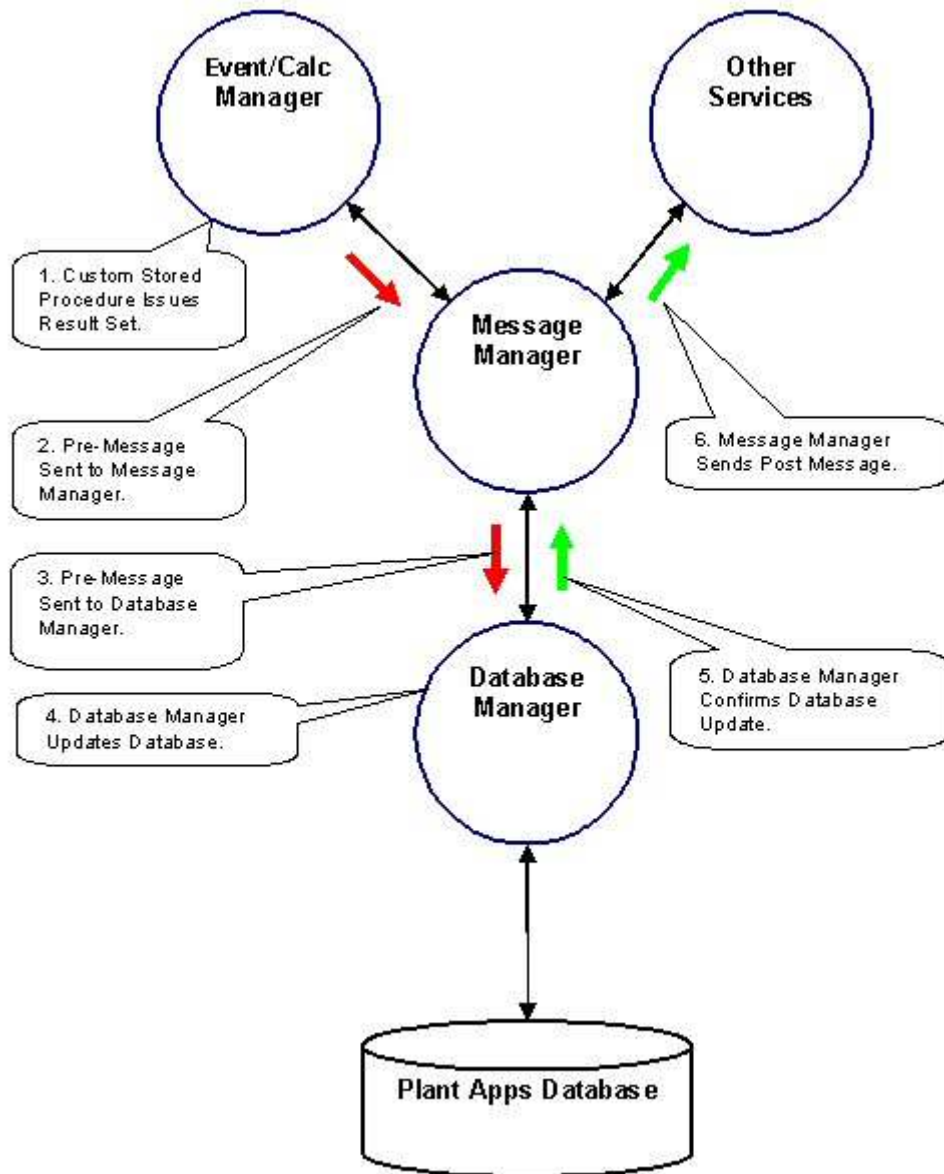 Event/Calc
Manager
Other
Services
1. Custom Stored
Procedure Issues
Result Set.
Message
Manager
2. Pre-Message
Sent to Message
Manager.
6. Message Manager
Sends Post Message.
3. Pre-Message
Sent to Database
Manager.
Database
Manager
4. Database Manager
Updates Database.
5. Database Manager
Confirms Database
Update.
Plant Apps Database